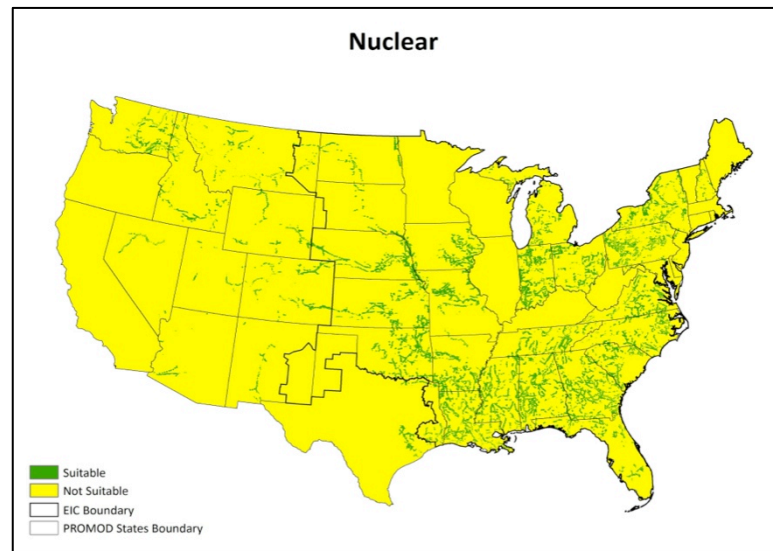 Nuclear
Suitable
Not Suitable
EIC Boundary
PROMOD States Boundary